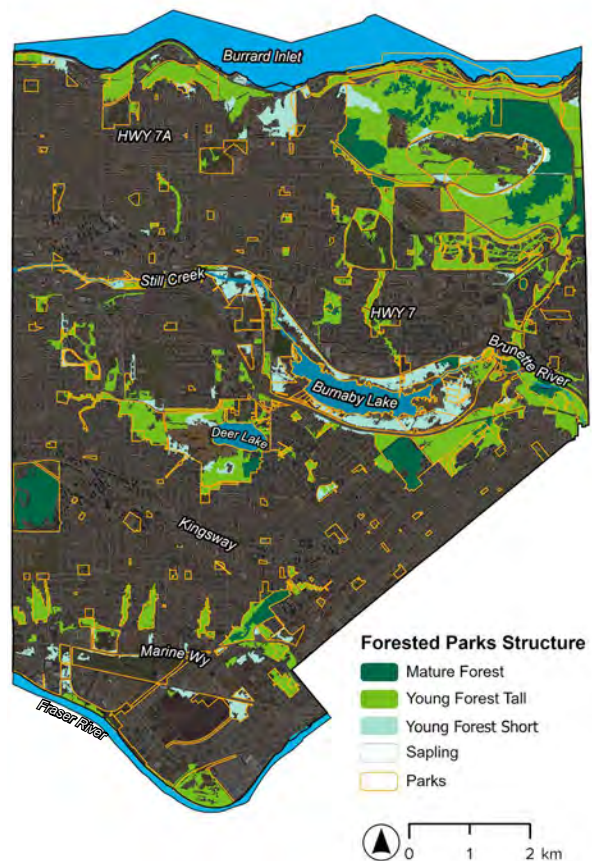 Burrard Inlet
HWY 7A
Still Creek
HWY 7
Brunette River
Burnaby Lake
Deer Lake
Kingsway
Marine Wy
Fraser River
Forested Parks Structure
Mature Forest
Young Forest Tall
Young Forest Short
Sapling
Parks
0 1 2 km